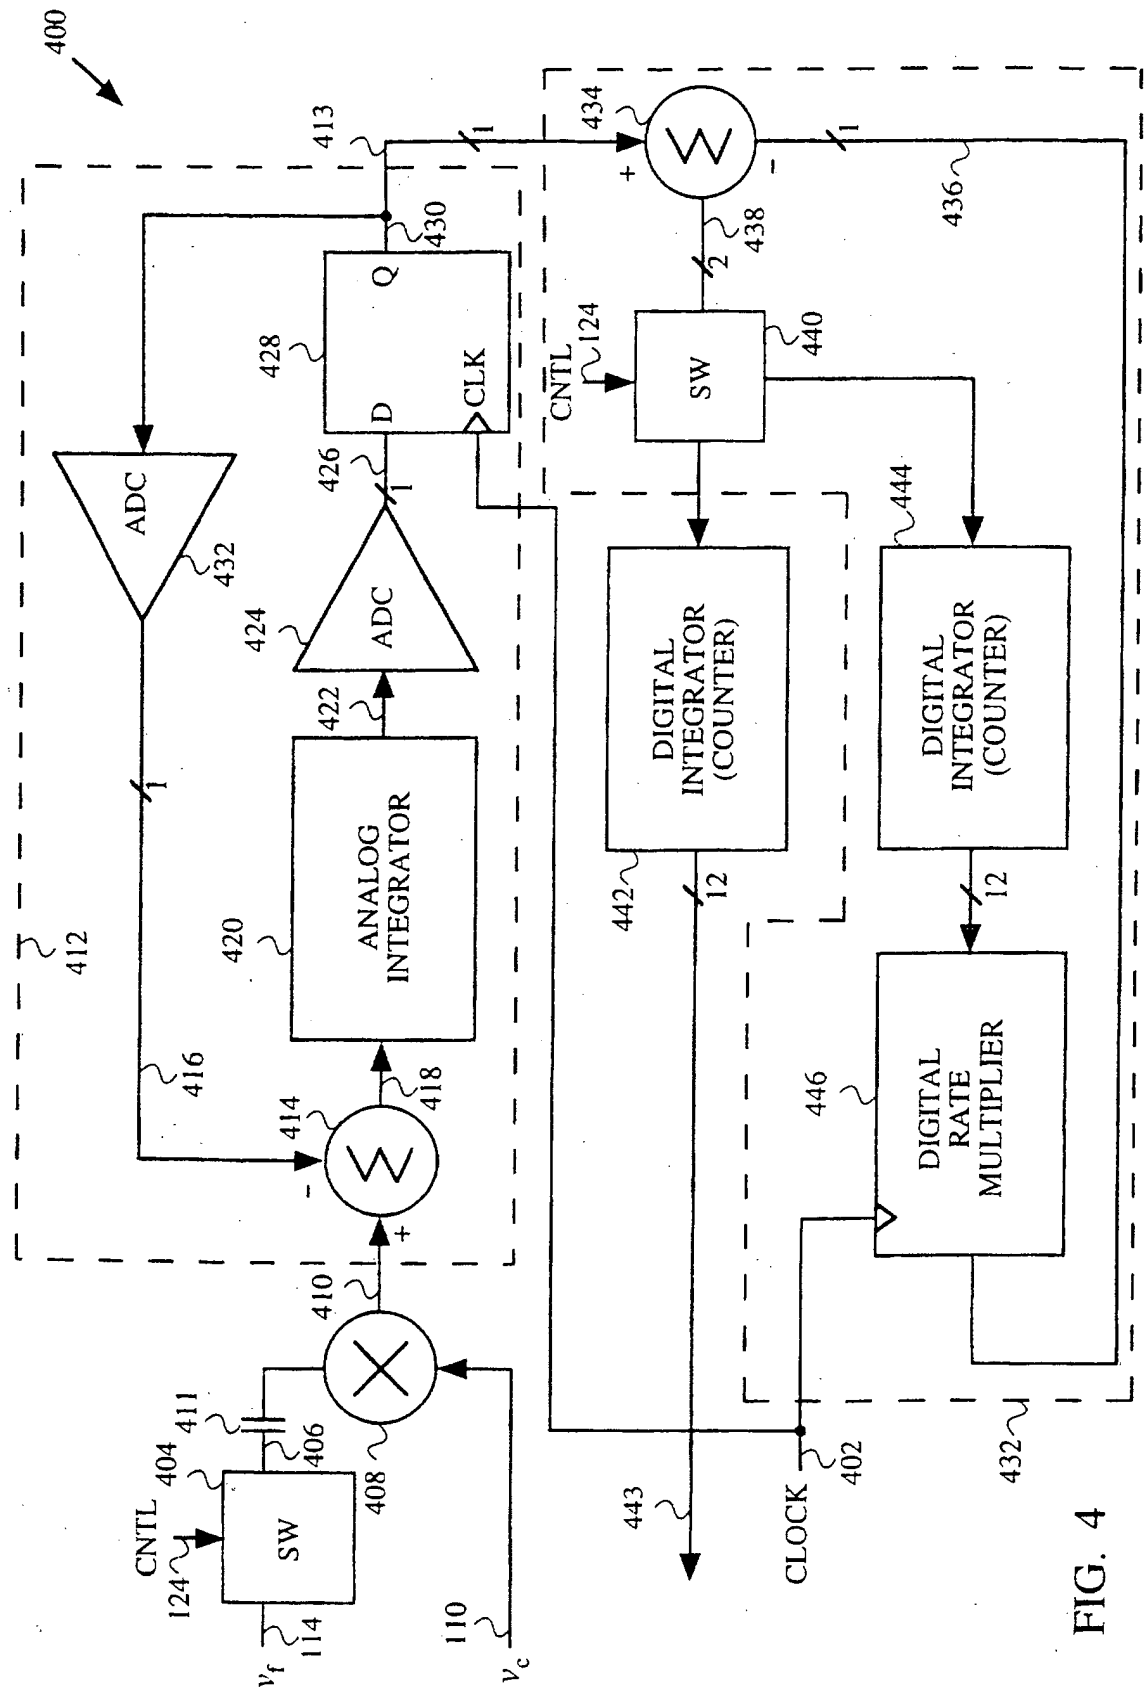 400
412
416
1
ADC
432
413
1
430
Q
428
D
CLK
426
1
424
ADC
422
420
ANALOG
INTEGRATOR
418
414
-
+
Σ
410
411
406
404
408
CNTL
124
SW
v_f
114
110
v_c
434
+
-
Σ
1
436
438
2
CNTL
124
SW
440
444
DIGITAL
INTEGRATOR
(COUNTER)
442
12
DIGITAL
INTEGRATOR
(COUNTER)
12
446
DIGITAL
RATE
MULTIPLIER
443
CLOCK
402
432
FIG. 4